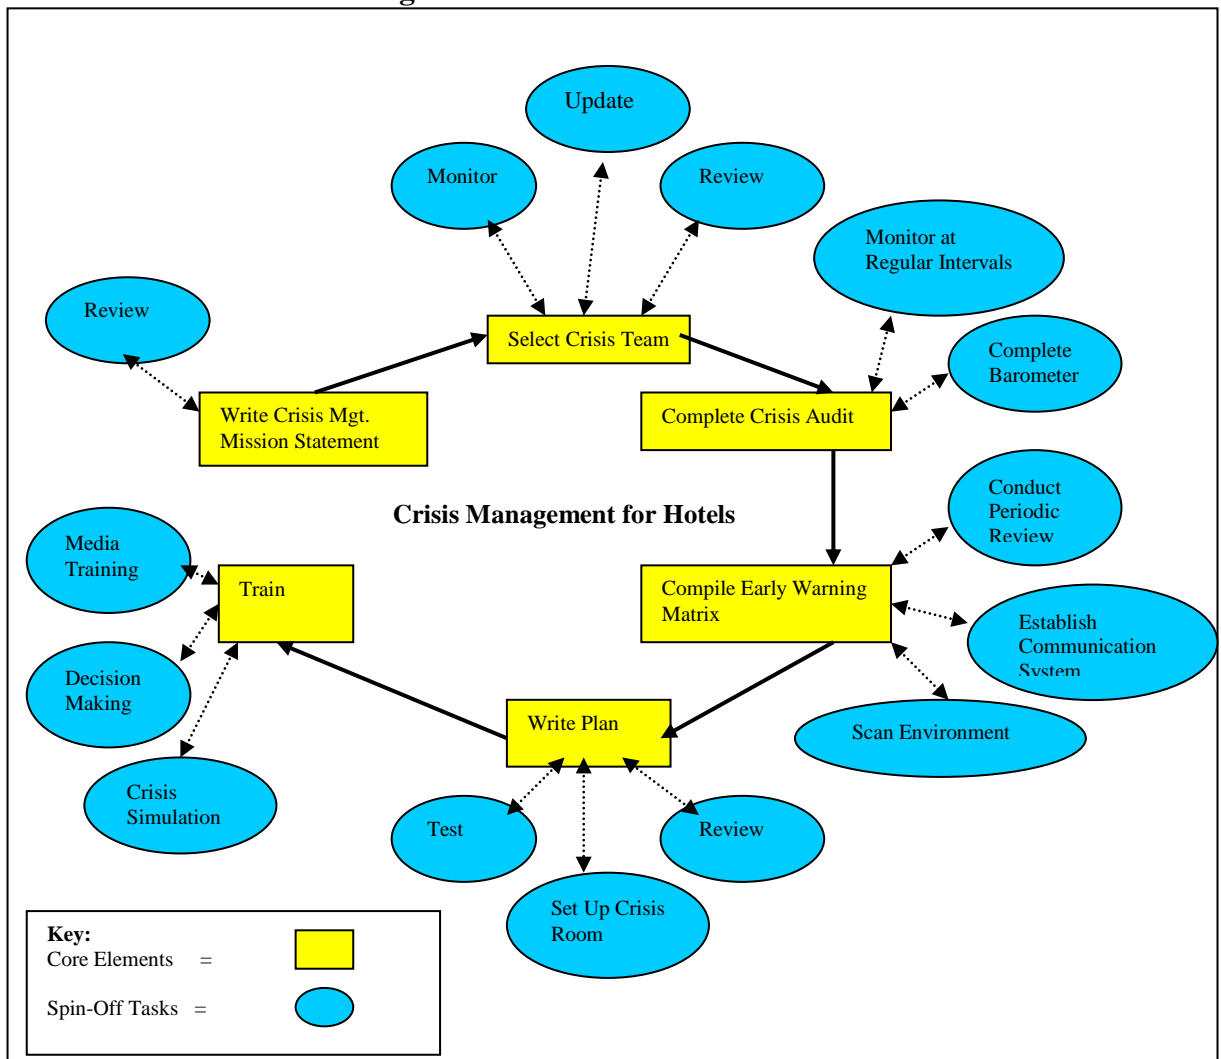 Update
Monitor
Review
Monitor at
Regular Intervals
Review
Select Crisis Team
Complete
Barometer
Write Crisis Mgt.
Mission Statement
Complete Crisis Audit
Conduct
Periodic
Review
Crisis Management for Hotels
Media
Training
Train
Compile Early Warning
Matrix
Establish
Communication
System
Decision
Making
Write Plan
Scan Environment
Crisis
Simulation
Test
Review
Set Up Crisis
Room
Key:
Core Elements =
Spin-Off Tasks =